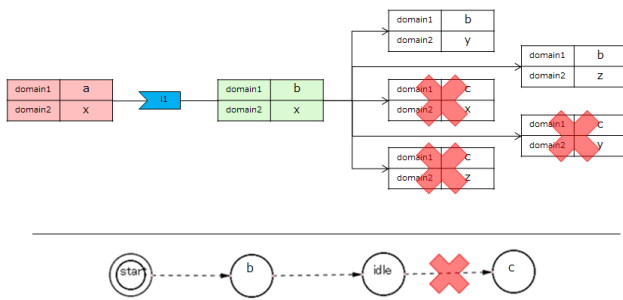 domain1 b
domain2 y
domain1 b
domain2 z
domain1 a
domain2 x
i1
domain1 b
domain2 x
domain1 c
domain2 x
domain1 c
domain2 y
domain1 c
domain2 z
start
b
idle
c